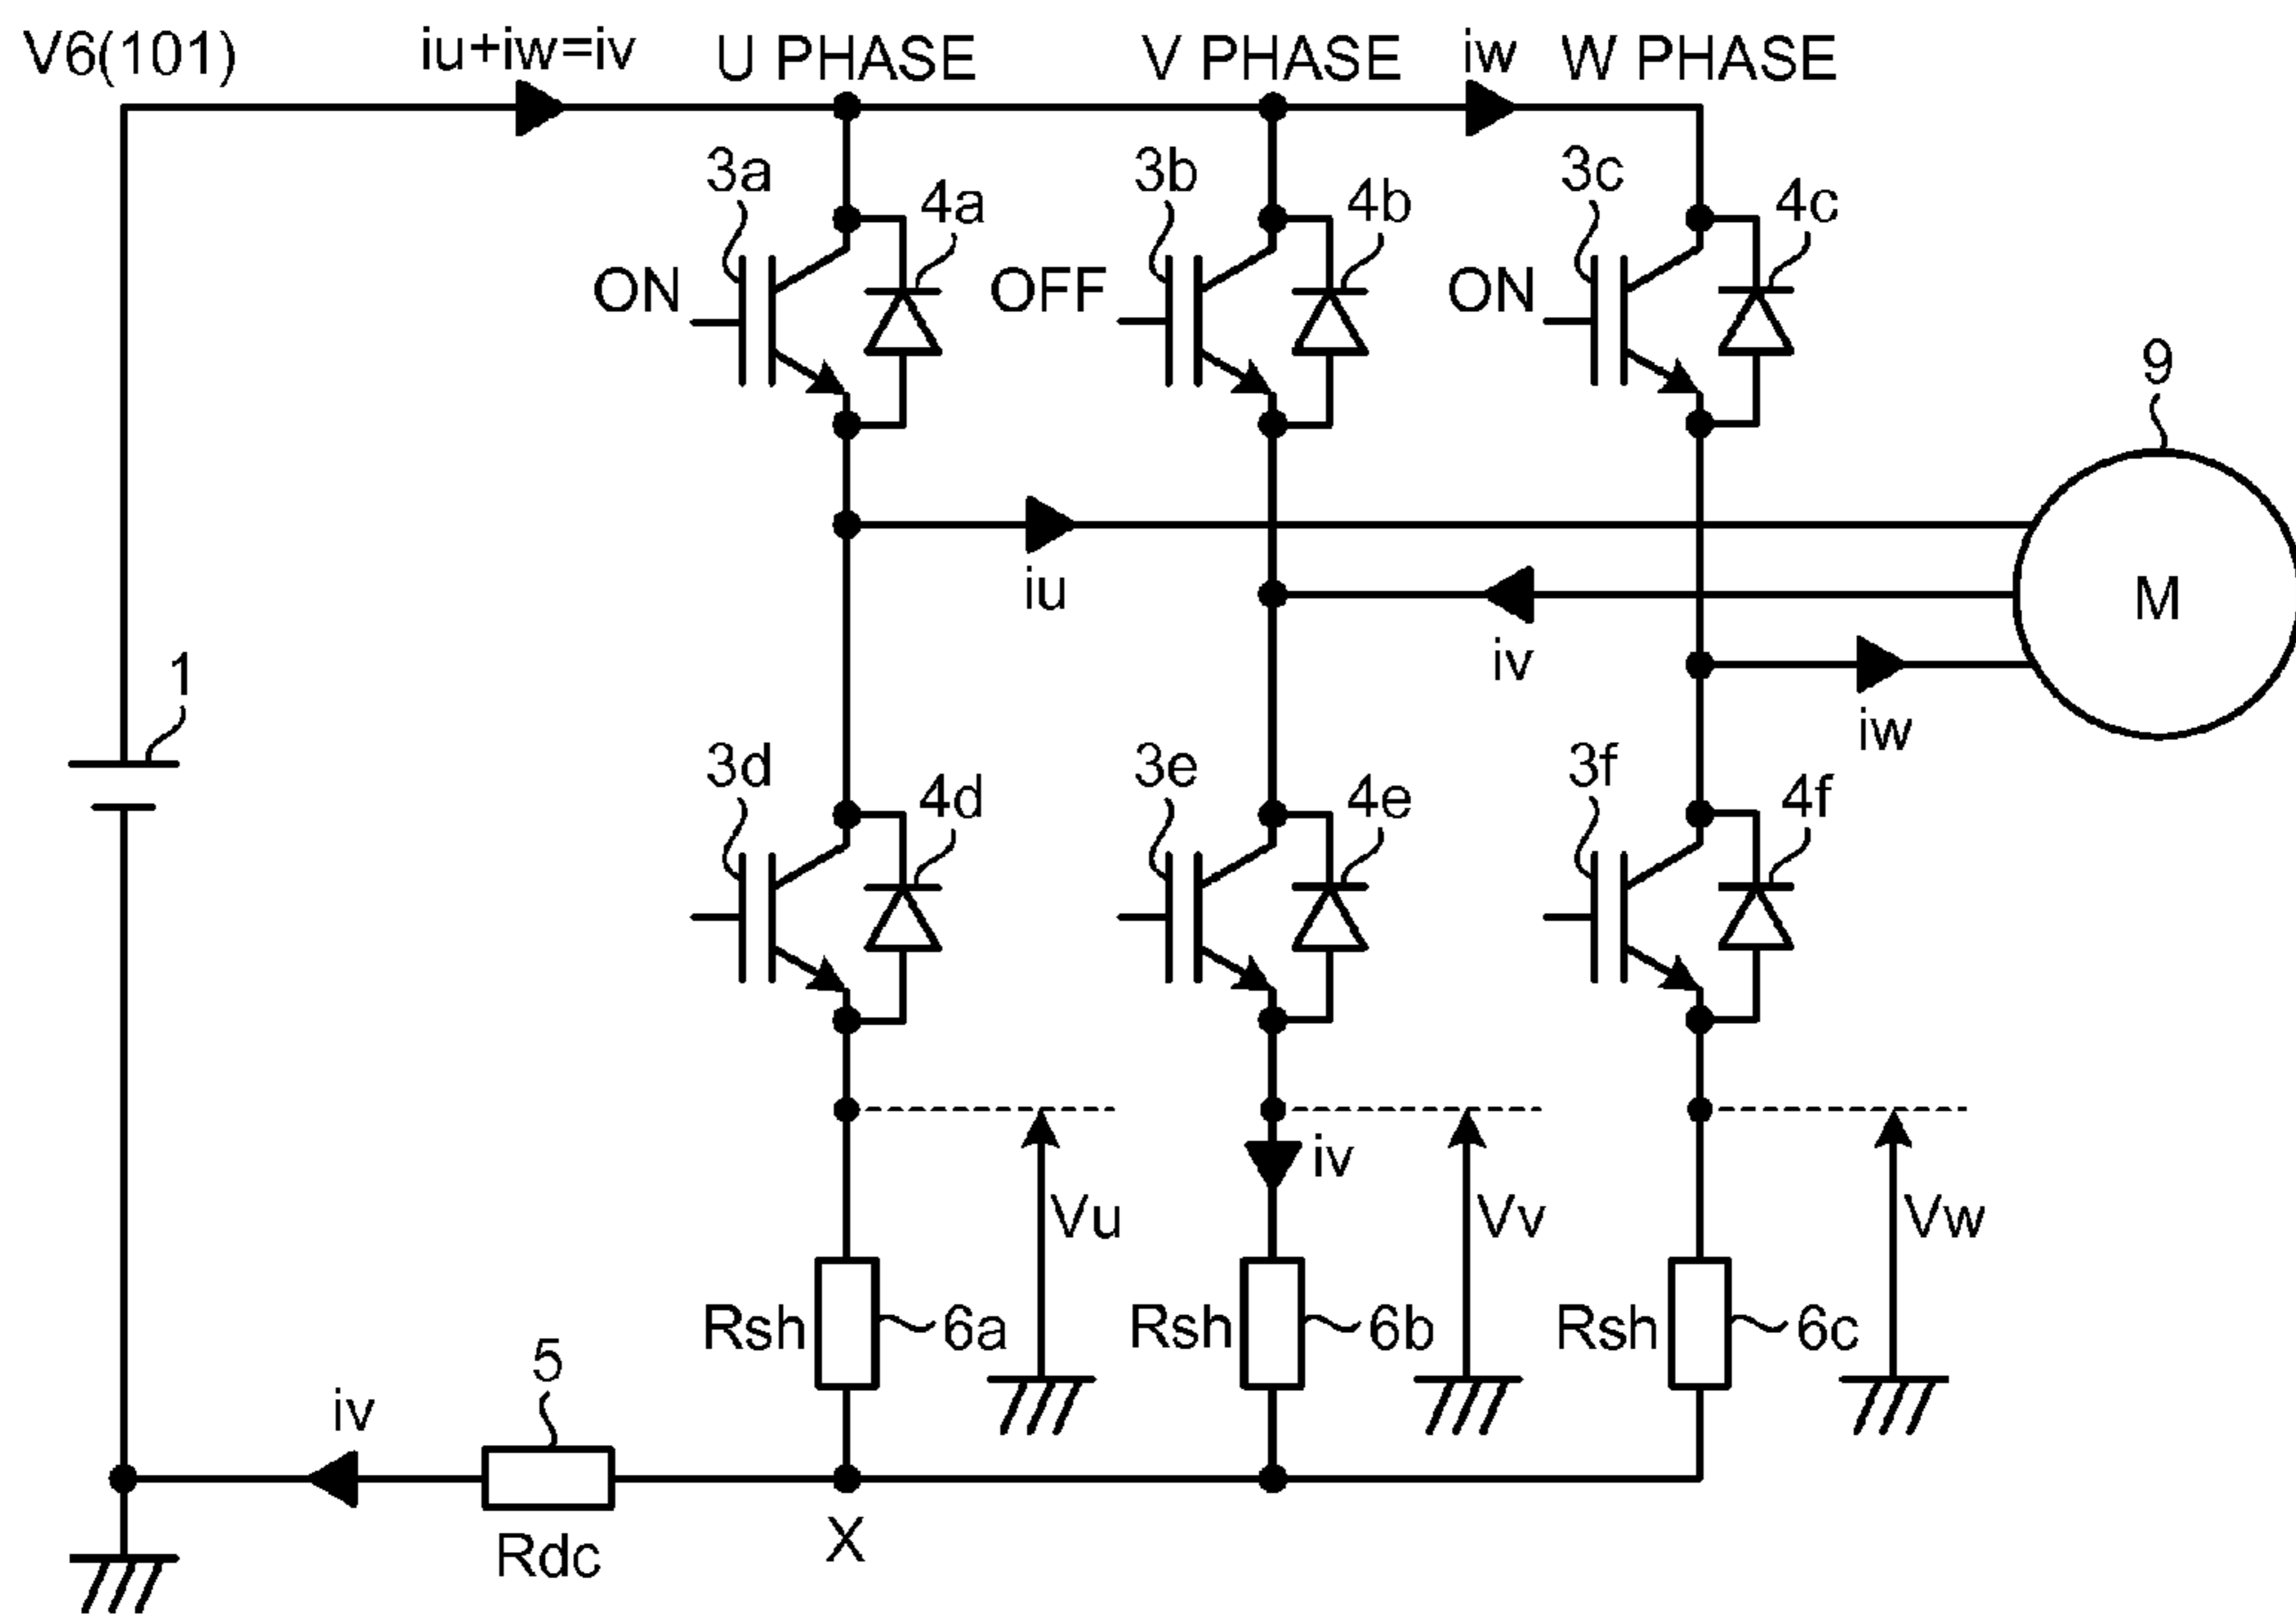 V6(101) iu+iw=iv U PHASE V PHASE iw W PHASE
3a 4a 3b 4b 3c 4c
ON OFF ON
9
M
iu
iv
iw
1
3d 4d 3e 4e 3f 4f
iv
Vu Vv Vw
Rsh 6a Rsh 6b Rsh 6c
5
iv
Rdc X